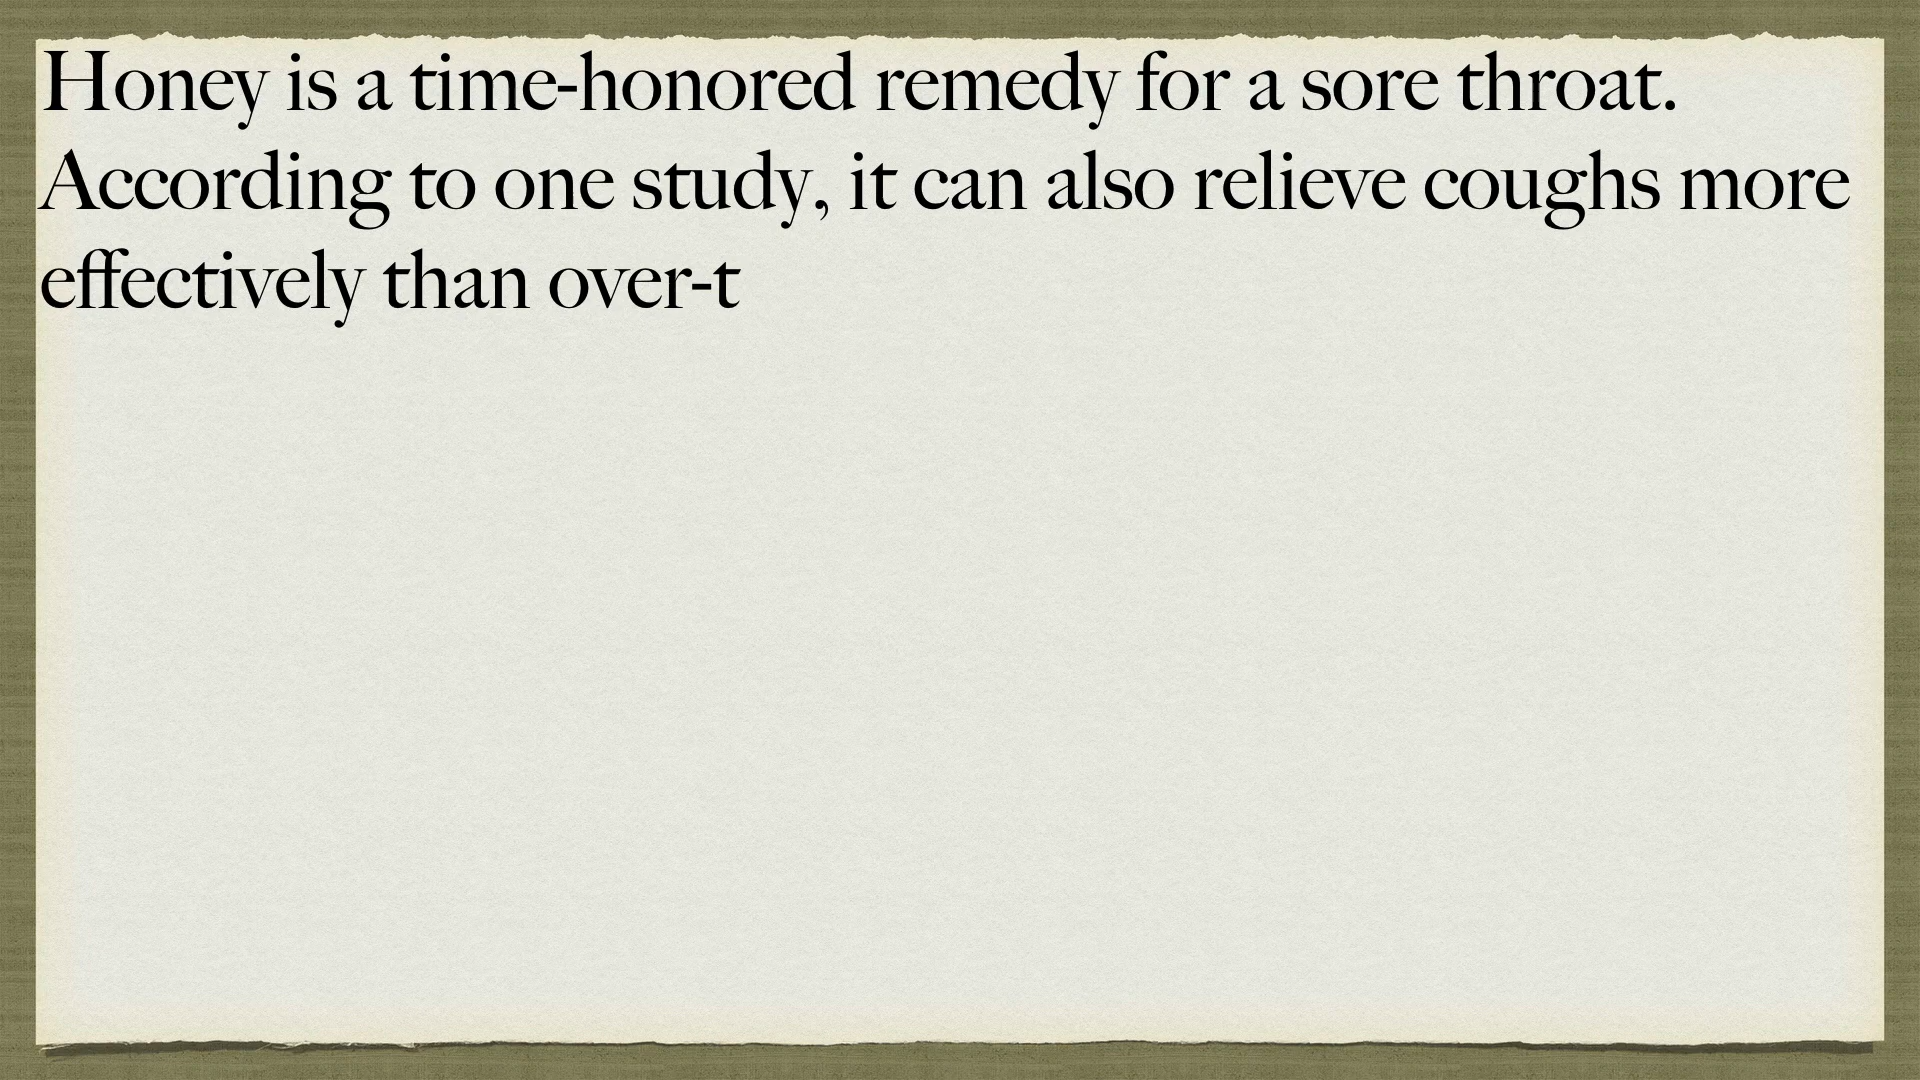 Honey is a time-honored remedy for a sore throat.
According to one study, it can also relieve coughs more
effectively than over-t